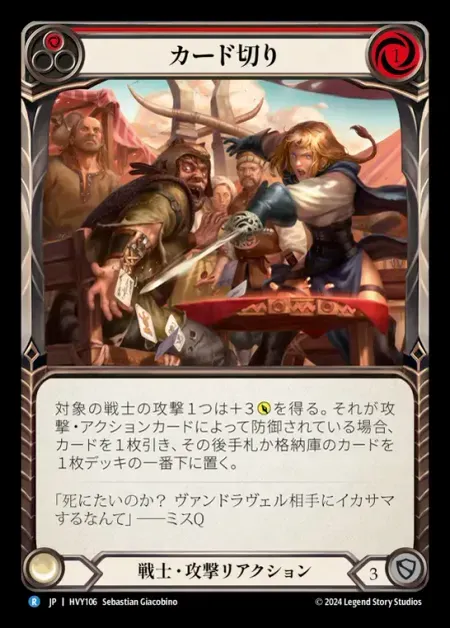 カード切り
1
対象の戦士の攻撃1つは+3 を得る。それが攻
撃・アクションカードによって防御されている場合、
カードを1枚引き、その後手札か格納庫のカードを
1枚デッキの一番下に置く。
「死にたいのか? ヴァンドラヴェル相手にイカサマ
するなんて」――ミスQ
戦士・攻撃リアクション
3
R JP | HVY106 Sebastian Giacobino
© 2024 Legend Story Studios